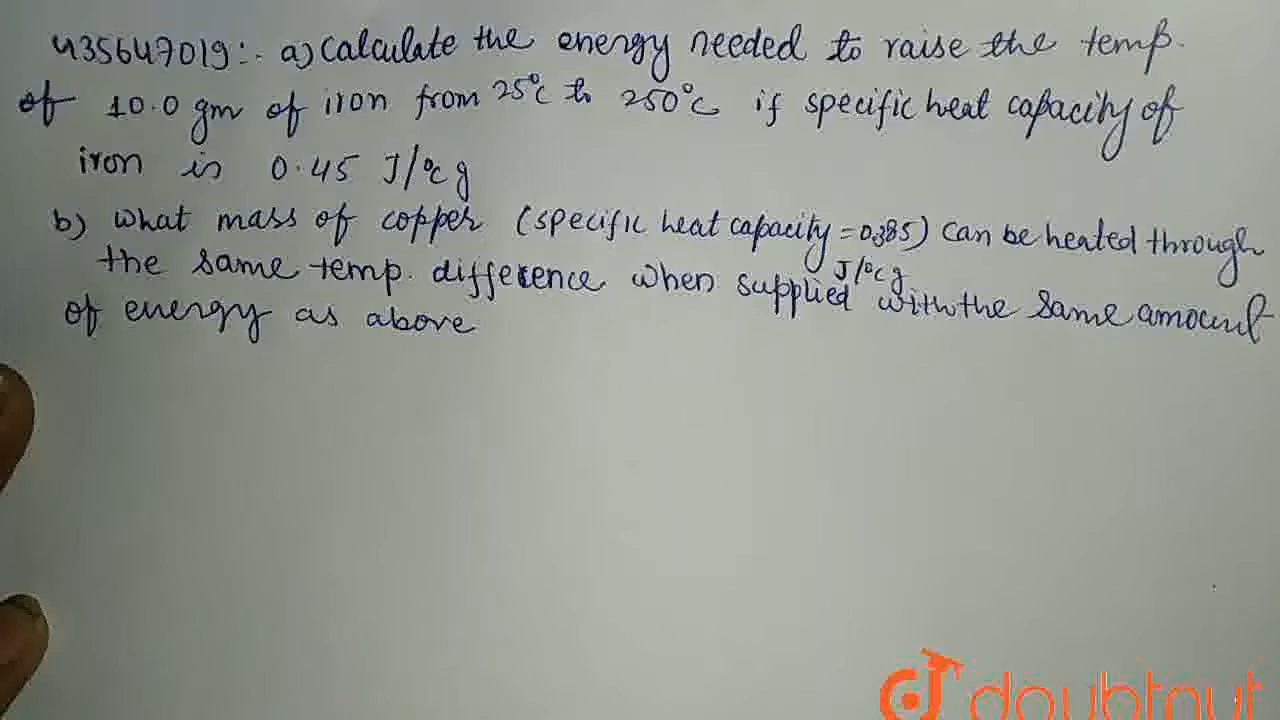 435647019:- a) Calculate the energy needed to raise the temp.
of 10.0 gm of iron from 25°C to 250°C if specific heat capacity of
iron is 0.45 J/°C g
b) What mass of copper (specific heat capacity = 0.385) can be heated through
J/°C g
the same temp. difference when supplied with the same amount
of energy as above
doubtnut